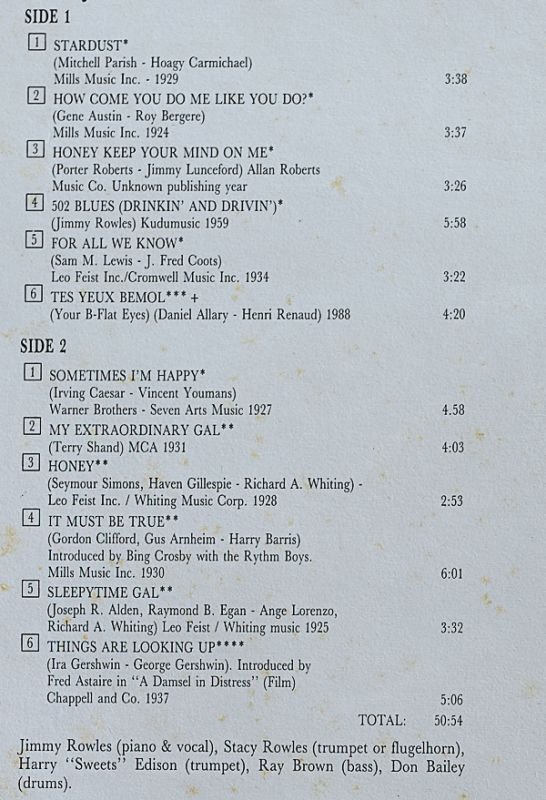 SIDE 1
1 STARDUST*
(Mitchell Parish - Hoagy Carmichael)
Mills Music Inc. - 1929 3:38
2 HOW COME YOU DO ME LIKE YOU DO?*
(Gene Austin - Roy Bergere)
Mills Music Inc. 1924 3:37
3 HONEY KEEP YOUR MIND ON ME*
(Porter Roberts - Jimmy Lunceford) Allan Roberts
Music Co. Unknown publishing year 3:26
4 502 BLUES (DRINKIN' AND DRIVIN')*
(Jimmy Rowles) Kudumusic 1959 5:58
5 FOR ALL WE KNOW*
(Sam M. Lewis - J. Fred Coots)
Leo Feist Inc./Cromwell Music Inc. 1934 3:22
6 TES YEUX BEMOL*** +
(Your B-Flat Eyes) (Daniel Allary - Henri Renaud) 1988 4:20
SIDE 2
1 SOMETIMES I'M HAPPY*
(Irving Caesar - Vincent Youmans)
Warner Brothers - Seven Arts Music 1927 4.58
2 MY EXTRAORDINARY GAL**
(Terry Shand) MCA 1931 4:03
3 HONEY**
(Seymour Simons, Haven Gillespie - Richard A. Whiting) -
Leo Feist Inc. / Whiting Music Corp. 1928 2:53
4 IT MUST BE TRUE**
(Gordon Clifford, Gus Arnheim - Harry Barris)
Introduced by Bing Crosby with the Rythm Boys.
Mills Music Inc. 1930 6:01
5 SLEEPYTIME GAL**
(Joseph R. Alden, Raymond B. Egan - Ange Lorenzo,
Richard A. Whiting) Leo Feist / Whiting music 1925 3:32
6 THINGS ARE LOOKING UP****
(Ira Gershwin - George Gershwin). Introduced by
Fred Astaire in "A Damsel in Distress" (Film)
Chappell and Co. 1937 5:06
TOTAL: 50:54
Jimmy Rowles (piano & vocal), Stacy Rowles (trumpet or flugelhorn),
Harry "Sweets" Edison (trumpet), Ray Brown (bass), Don Bailey
(drums).